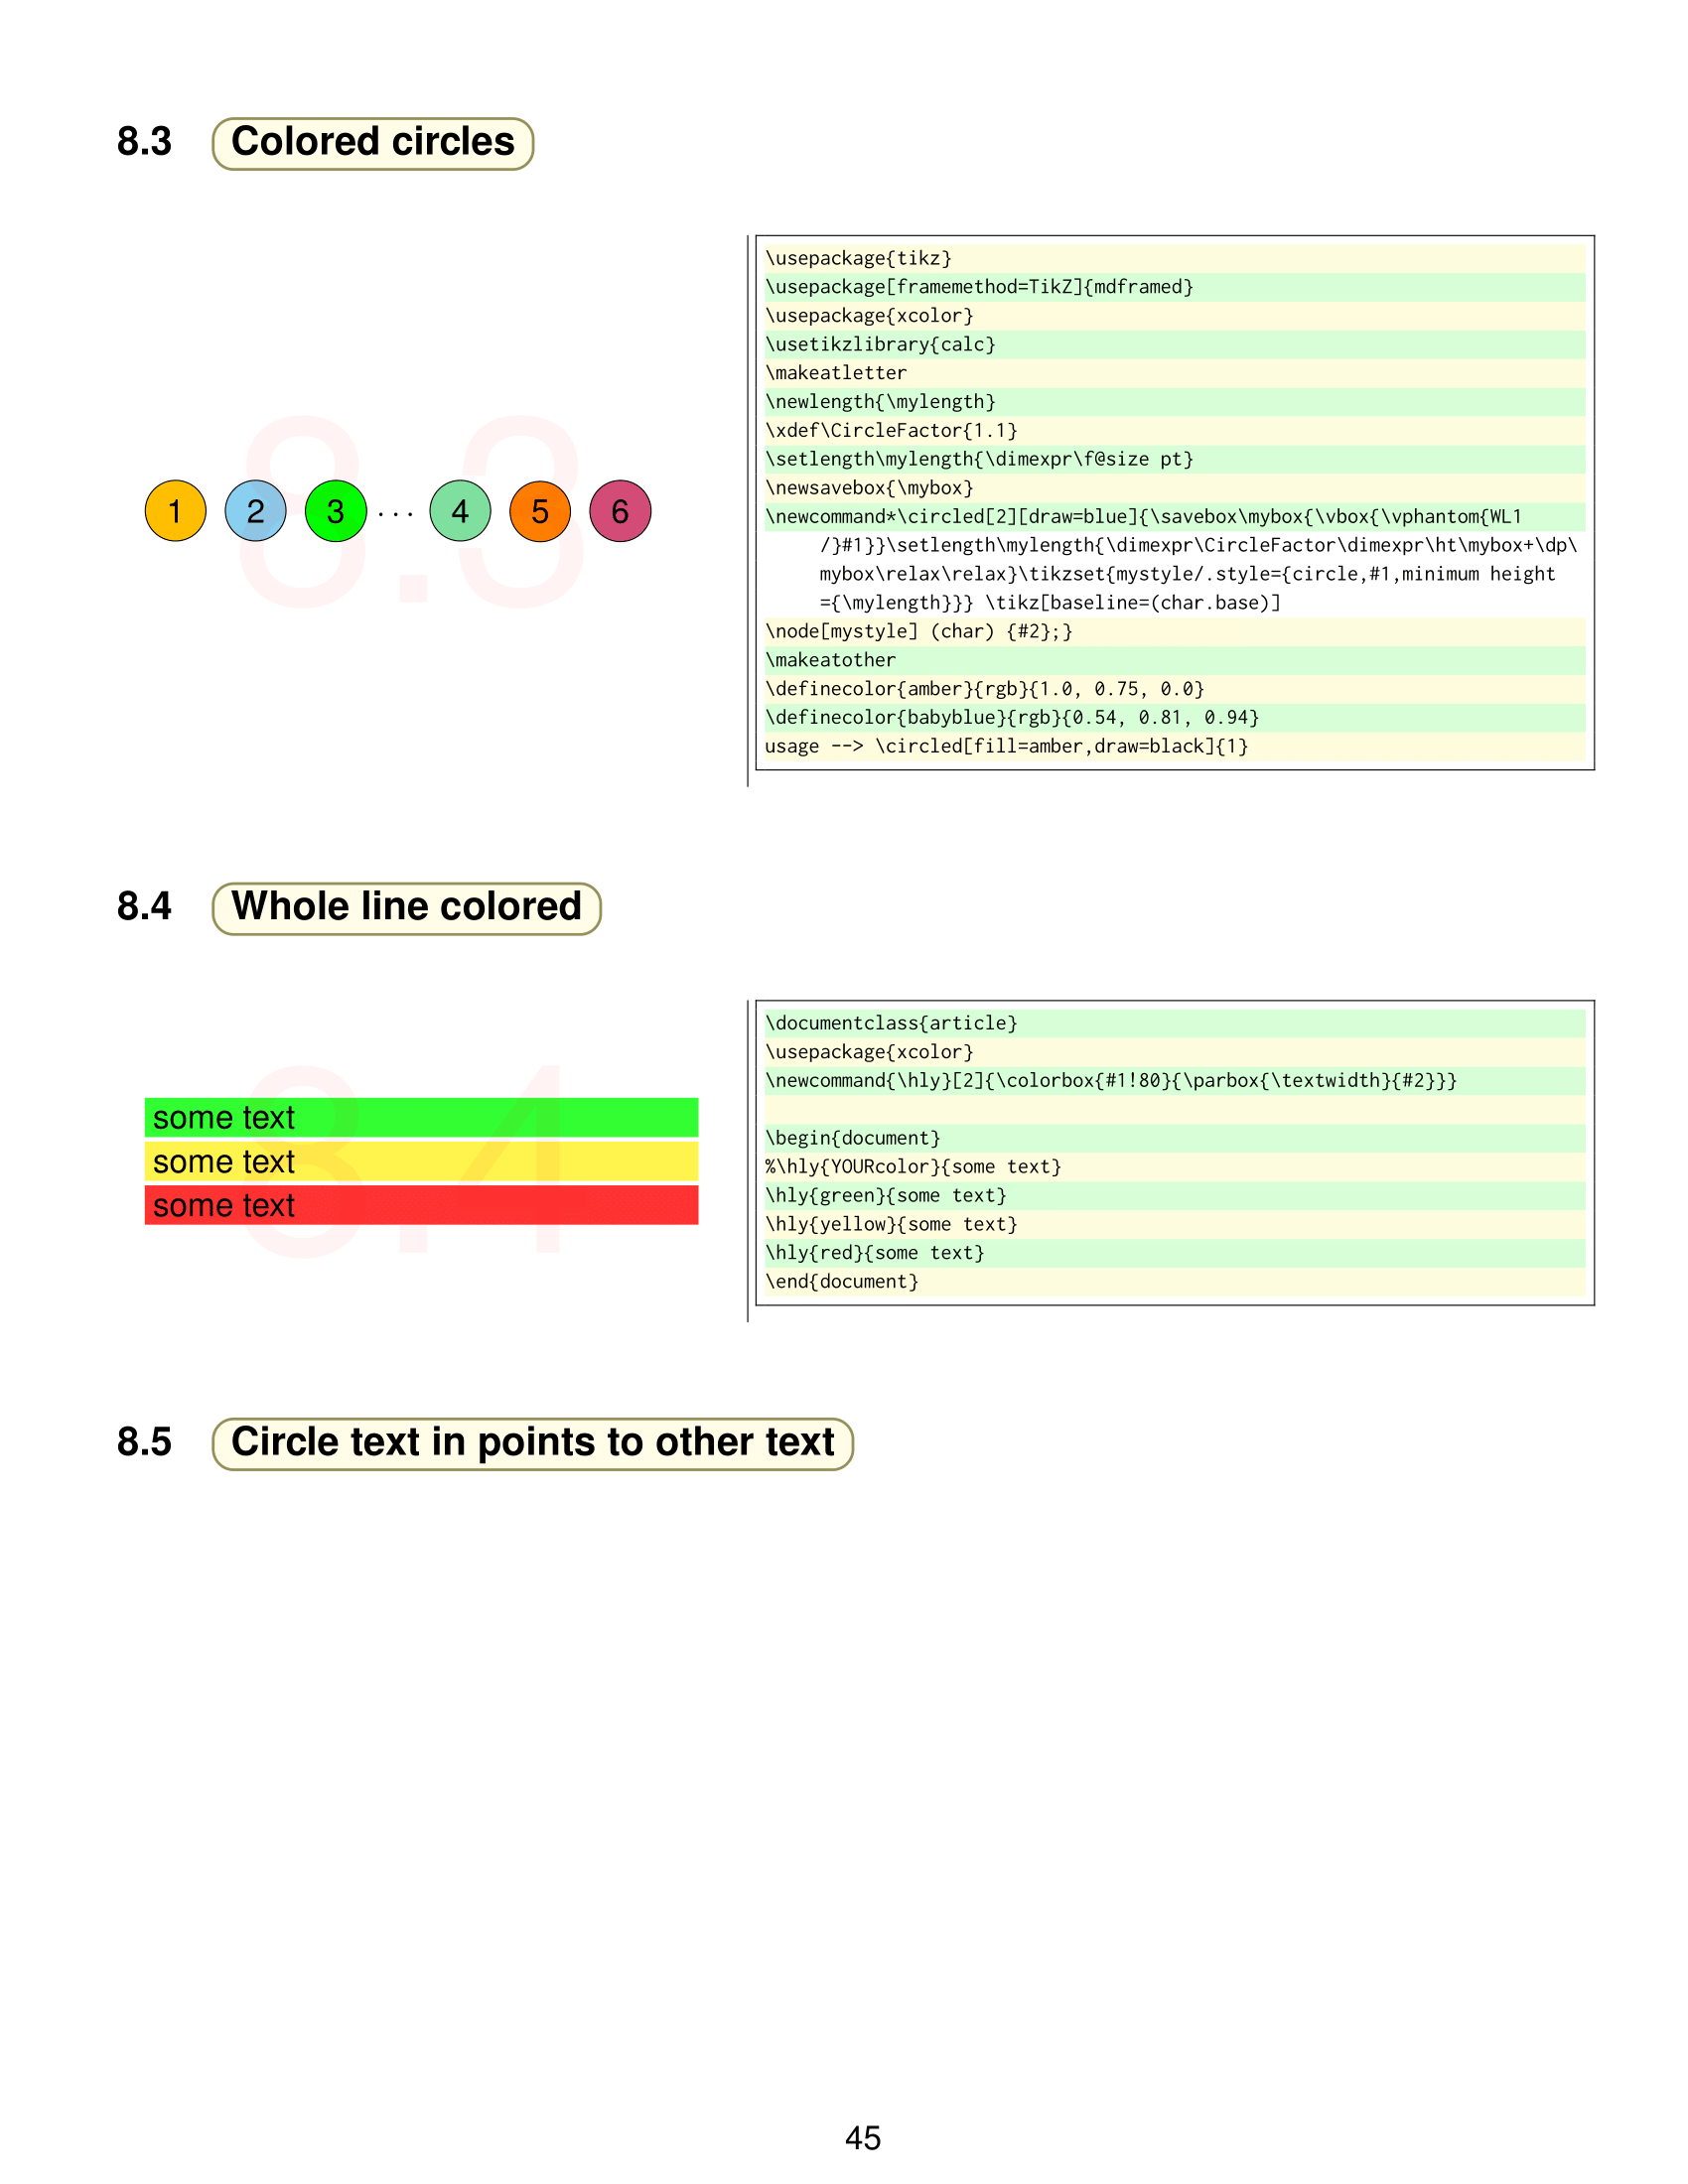 8.3 Colored circles
8.3
1 2 3 ... 4 5 6
\usepackage{tikz}
\usepackage[framemethod=TikZ]{mdframed}
\usepackage{xcolor}
\usetikzlibrary{calc}
\makeatletter
\newlength{\mylength}
\xdef\CircleFactor{1.1}
\setlength\mylength{\dimexpr\f@size pt}
\newsavebox{\mybox}
\newcommand*\circled[2][draw=blue]{\savebox\mybox{\vbox{\vphantom{WL1
/}#1}}\setlength\mylength{\dimexpr\CircleFactor\dimexpr\ht\mybox+\dp\
mybox\relax\relax}\tikzset{mystyle/.style={circle,#1,minimum height
={\mylength}}} \tikz[baseline=(char.base)]
\node[mystyle] (char) {#2};}
\makeatother
\definecolor{amber}{rgb}{1.0, 0.75, 0.0}
\definecolor{babyblue}{rgb}{0.54, 0.81, 0.94}
usage --> \circled[fill=amber,draw=black]{1}
8.4 Whole line colored
8.4
some text
some text
some text
\documentclass{article}
\usepackage{xcolor}
\newcommand{\hly}[2]{\colorbox{#1!80}{\parbox{\textwidth}{#2}}}
\begin{document}
%\hly{YOURcolor}{some text}
\hly{green}{some text}
\hly{yellow}{some text}
\hly{red}{some text}
\end{document}
8.5 Circle text in points to other text
45